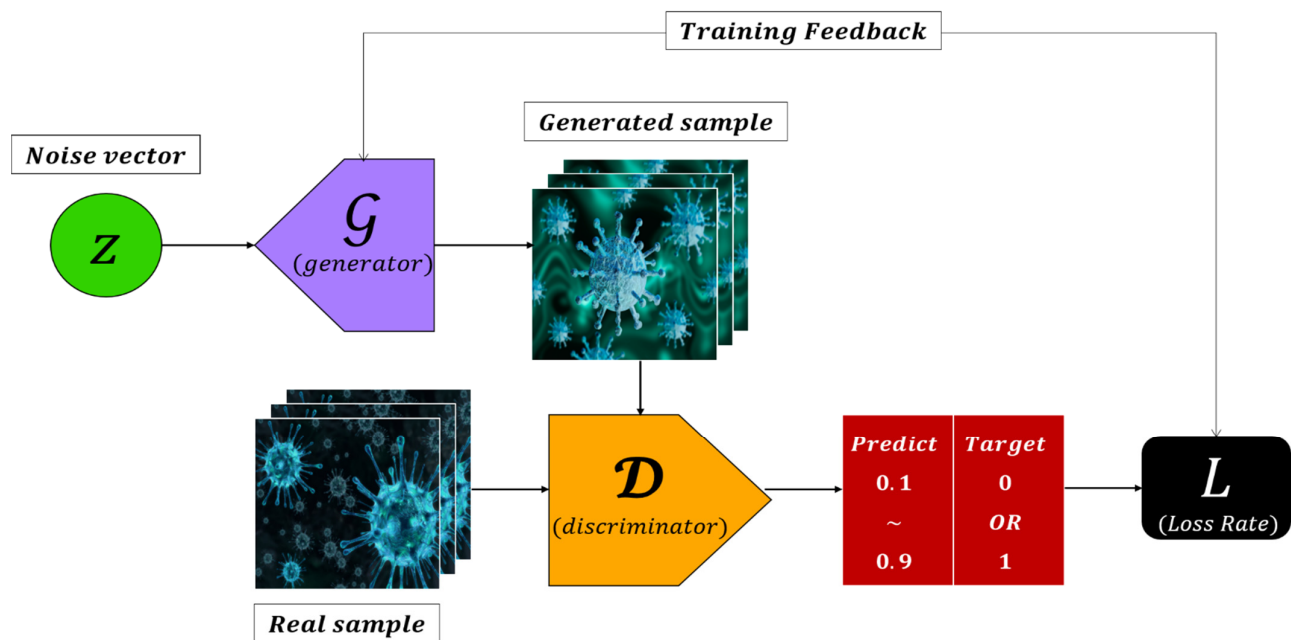 Training Feedback
Generated sample
Noise vector
z
𝒢
(generator)
Real sample
𝒟
(discriminator)
Predict Target
0.1 0
~ OR
0.9 1
L
(Loss Rate)